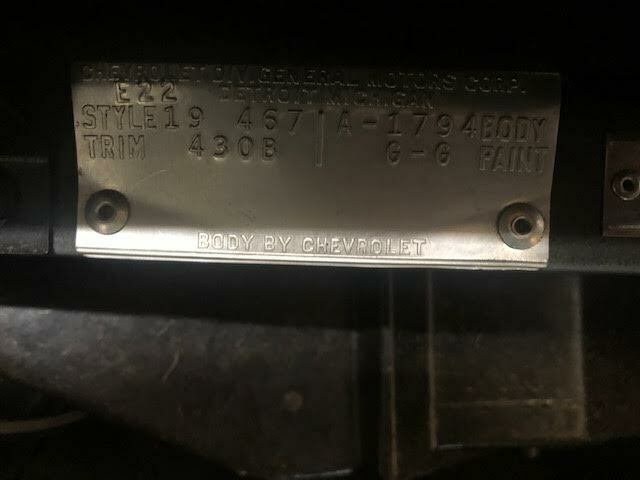 CHEVROLET DIV. GENERAL MOTORS CORP.
E22 DETROIT MICHIGAN
STYLE 19 467 A-1794 BODY
TRIM 430B G-G PAINT
BODY BY CHEVROLET